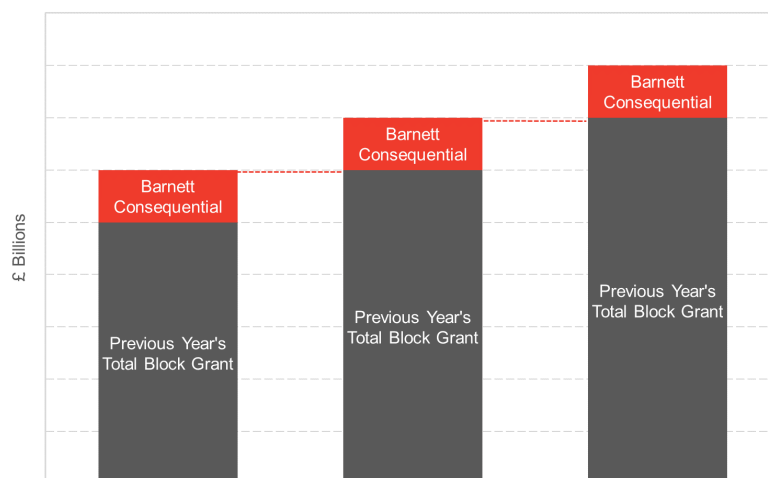 £ Billions
Barnett
Consequential
Previous Year's
Total Block Grant
Barnett
Consequential
Previous Year's
Total Block Grant
Barnett
Consequential
Previous Year's
Total Block Grant